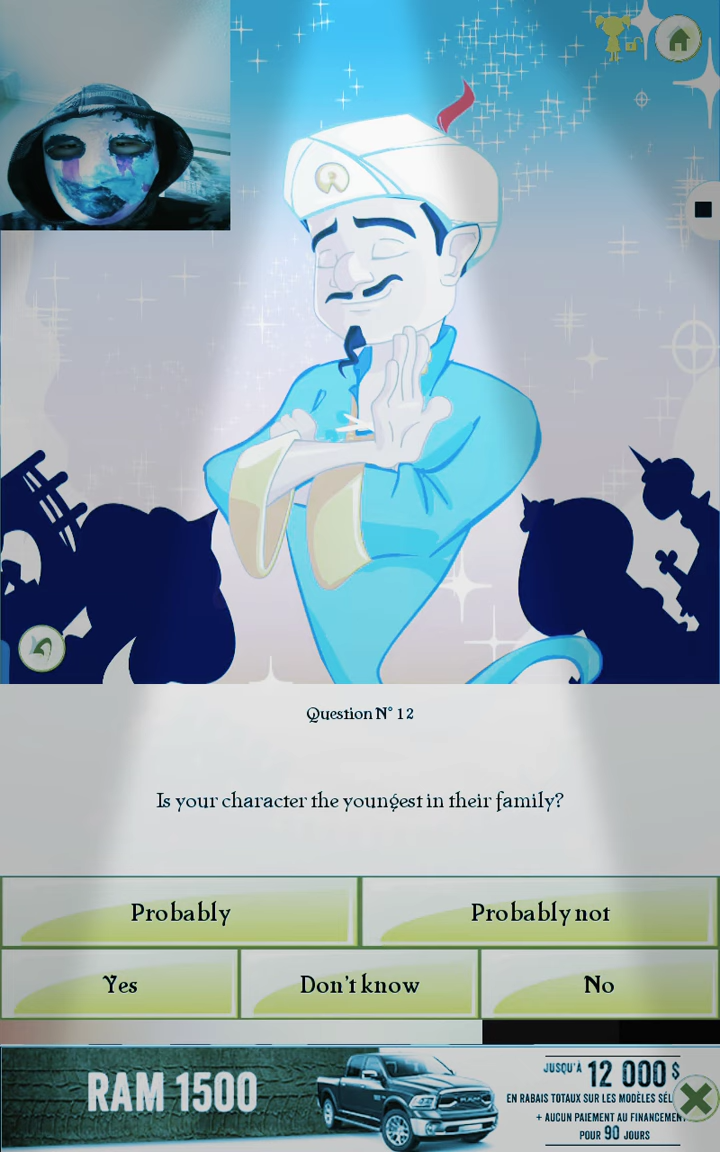 Question N° 12
Is your character the youngest in their family?
Probably
Probably not
Yes
Don't know
No
RAM 1500
JUSQU'À 12 000 $
EN RABAIS TOTAUX SUR LES MODÈLES
+ AUCUN PAIEMENT AU
POUR 90 JOURS